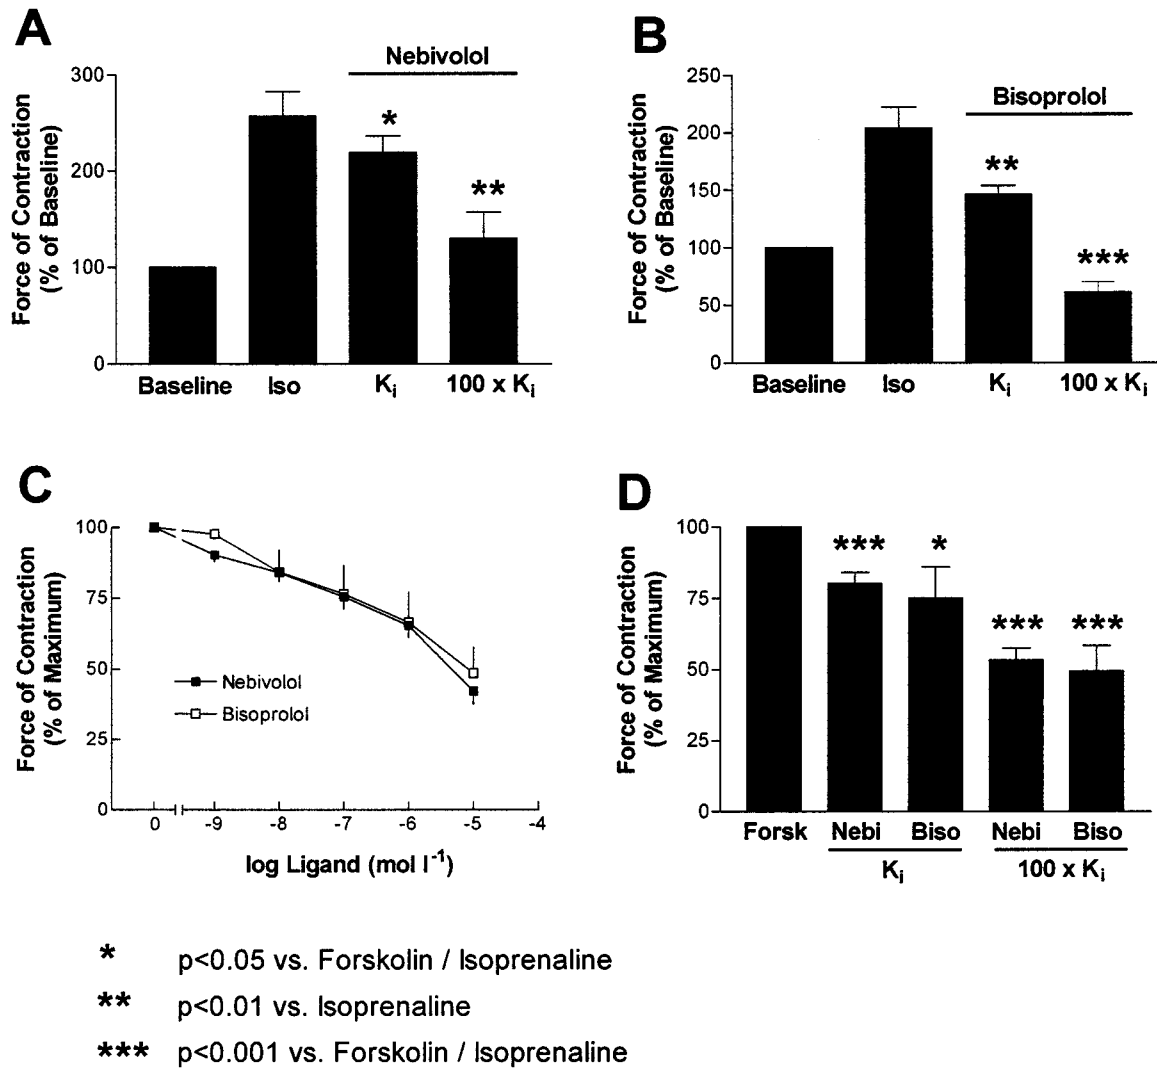 A
Nebivolol
Force of Contraction
(% of Baseline)
300
200
100
0
*
**
Baseline
Iso
Ki
100 x Ki
B
Bisoprolol
Force of Contraction
(% of Baseline)
250
200
150
100
50
0
**
***
Baseline
Iso
Ki
100 x Ki
C
Force of Contraction
(% of Maximum)
100
75
50
25
0
Nebivolol
Bisoprolol
0 -9 -8 -7 -6 -5 -4
log Ligand (mol l-1)
D
Force of Contraction
(% of Maximum)
100
75
50
25
0
***
*
***
***
Forsk Nebi Biso Nebi Biso
Ki 100 x Ki
* p<0.05 vs. Forskolin / Isoprenaline
** p<0.01 vs. Isoprenaline
*** p<0.001 vs. Forskolin / Isoprenaline